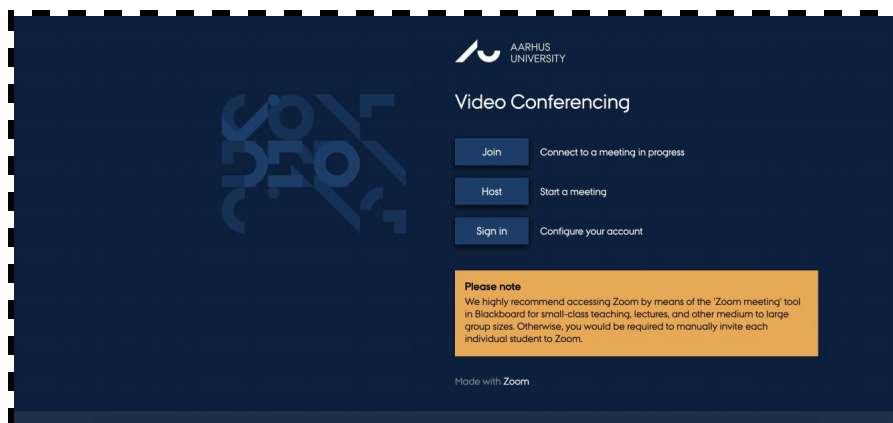 AARHUS
UNIVERSITY
Video Conferencing
Join Connect to a meeting in progress
Host Start a meeting
Sign in Configure your account
Please note
We highly recommend accessing Zoom by means of the 'Zoom meeting' tool
in Blackboard for small-class teaching, lectures, and other medium to large
group sizes. Otherwise, you would be required to manually invite each
individual student to Zoom.
Made with Zoom